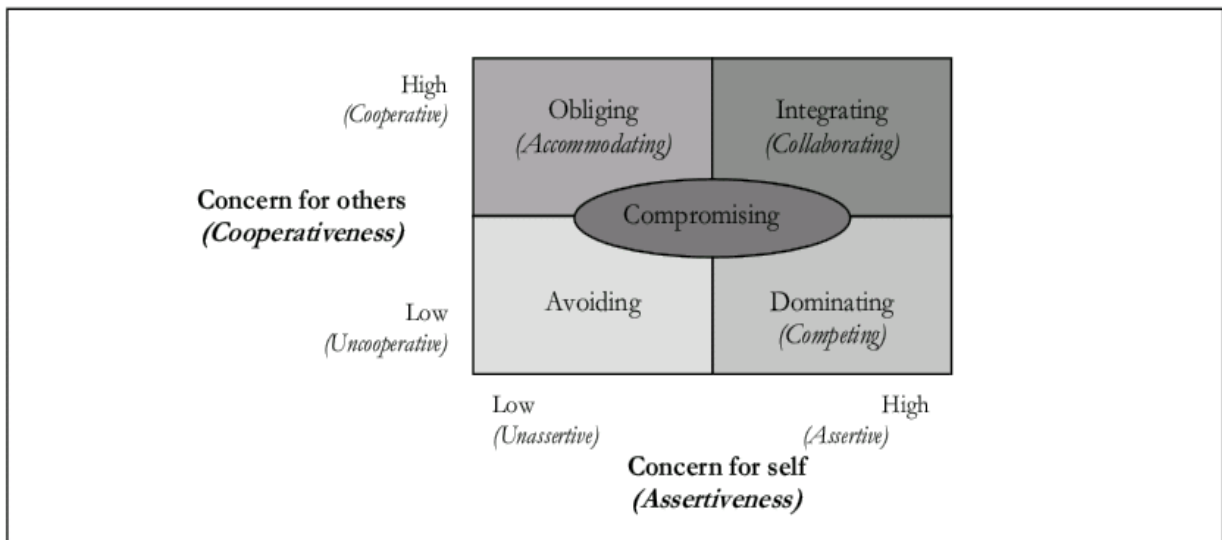 High
(Cooperative)
Obliging
(Accommodating)
Integrating
(Collaborating)
Concern for others
(Cooperativeness)
Compromising
Low
(Uncooperative)
Avoiding
Dominating
(Competing)
Low
(Unassertive)
High
(Assertive)
Concern for self
(Assertiveness)